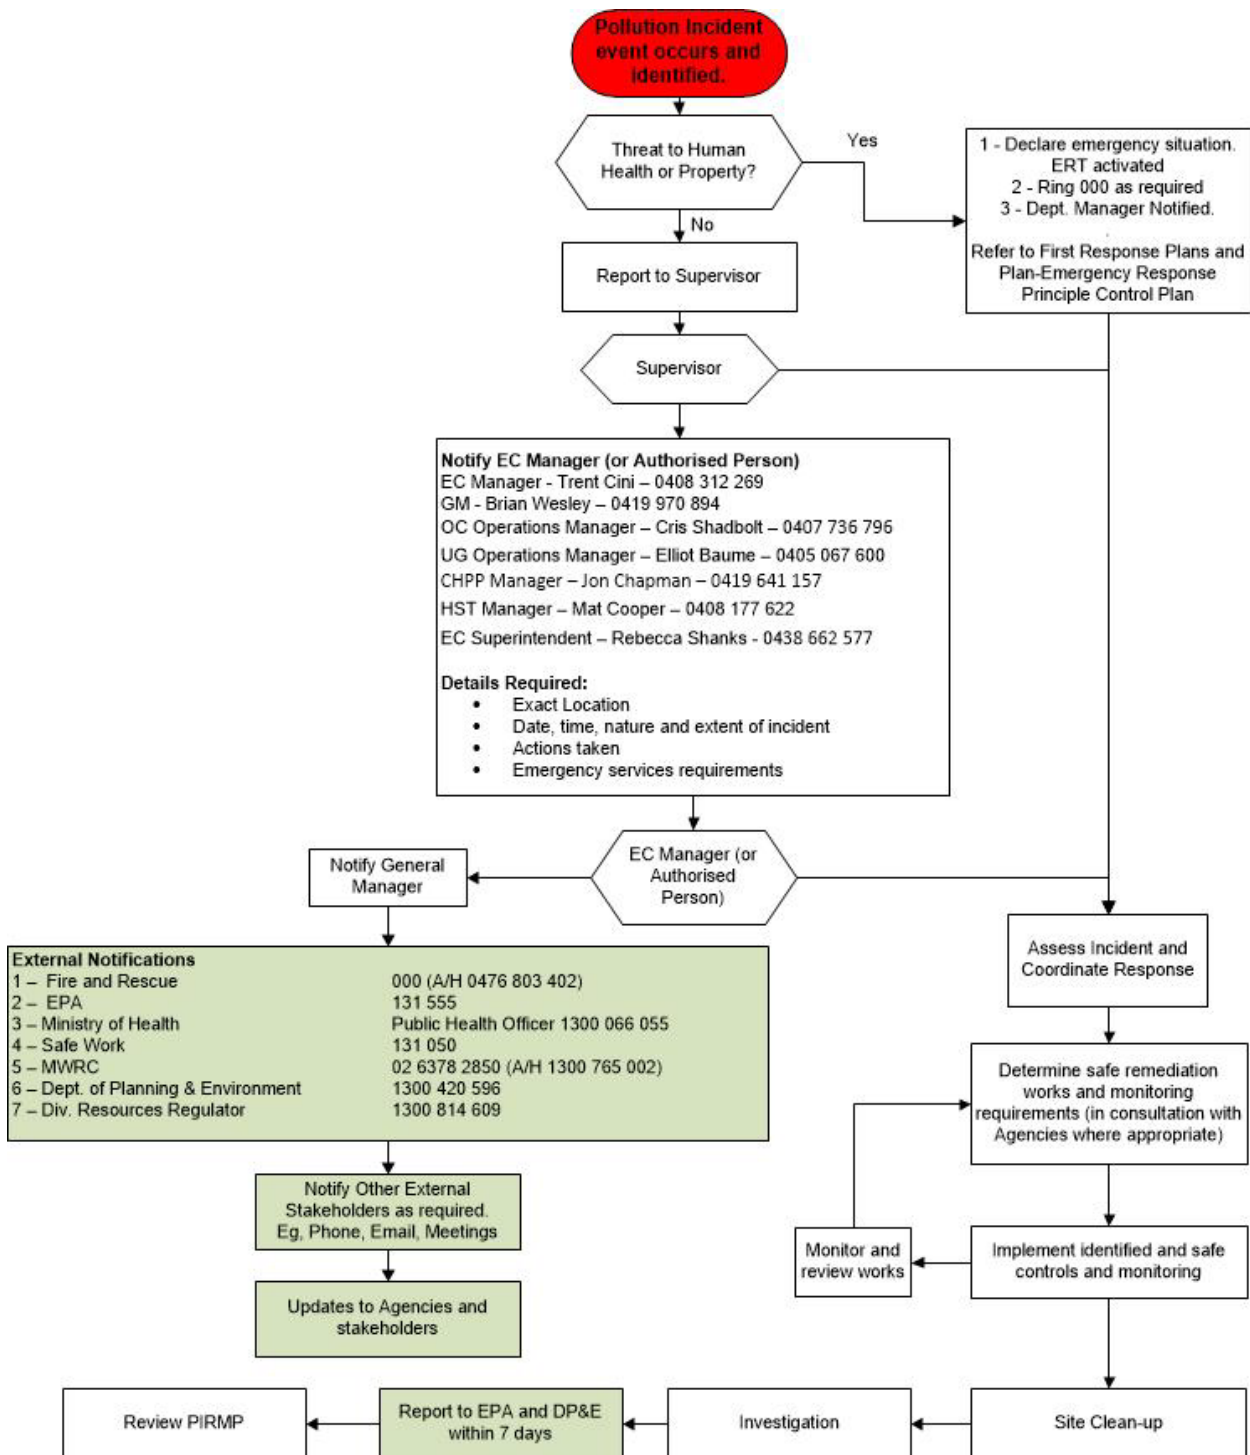 Pollution Incident
event occurs and
identified.
Threat to Human
Health or Property?
Yes
1 - Declare emergency situation.
ERT activated
2 - Ring 000 as required
3 - Dept. Manager Notified.
.
Refer to First Response Plans and
Plan-Emergency Response
Principle Control Plan
No
Report to Supervisor
Supervisor
Notify EC Manager (or Authorised Person)
EC Manager - Trent Cini – 0408 312 269
GM - Brian Wesley – 0419 970 894
OC Operations Manager – Cris Shadbolt – 0407 736 796
UG Operations Manager – Elliot Baume – 0405 067 600
CHPP Manager – Jon Chapman – 0419 641 157
HST Manager – Mat Cooper – 0408 177 622
EC Superintendent – Rebecca Shanks - 0438 662 577
Details Required:
• Exact Location
• Date, time, nature and extent of incident
• Actions taken
• Emergency services requirements
EC Manager (or
Authorised
Person)
Notify General
Manager
External Notifications
1 – Fire and Rescue 000 (A/H 0476 803 402)
2 – EPA 131 555
3 – Ministry of Health Public Health Officer 1300 066 055
4 – Safe Work 131 050
5 – MWRC 02 6378 2850 (A/H 1300 765 002)
6 – Dept. of Planning & Environment 1300 420 596
7 – Div. Resources Regulator 1300 814 609
Notify Other External
Stakeholders as required.
Eg, Phone, Email, Meetings
Updates to Agencies and
stakeholders
Assess Incident and
Coordinate Response
Determine safe remediation
works and monitoring
requirements (in consultation with
Agencies where appropriate)
Monitor and
review works
Implement identified and safe
controls and monitoring
Site Clean-up
Investigation
Report to EPA and DP&E
within 7 days
Review PIRMP